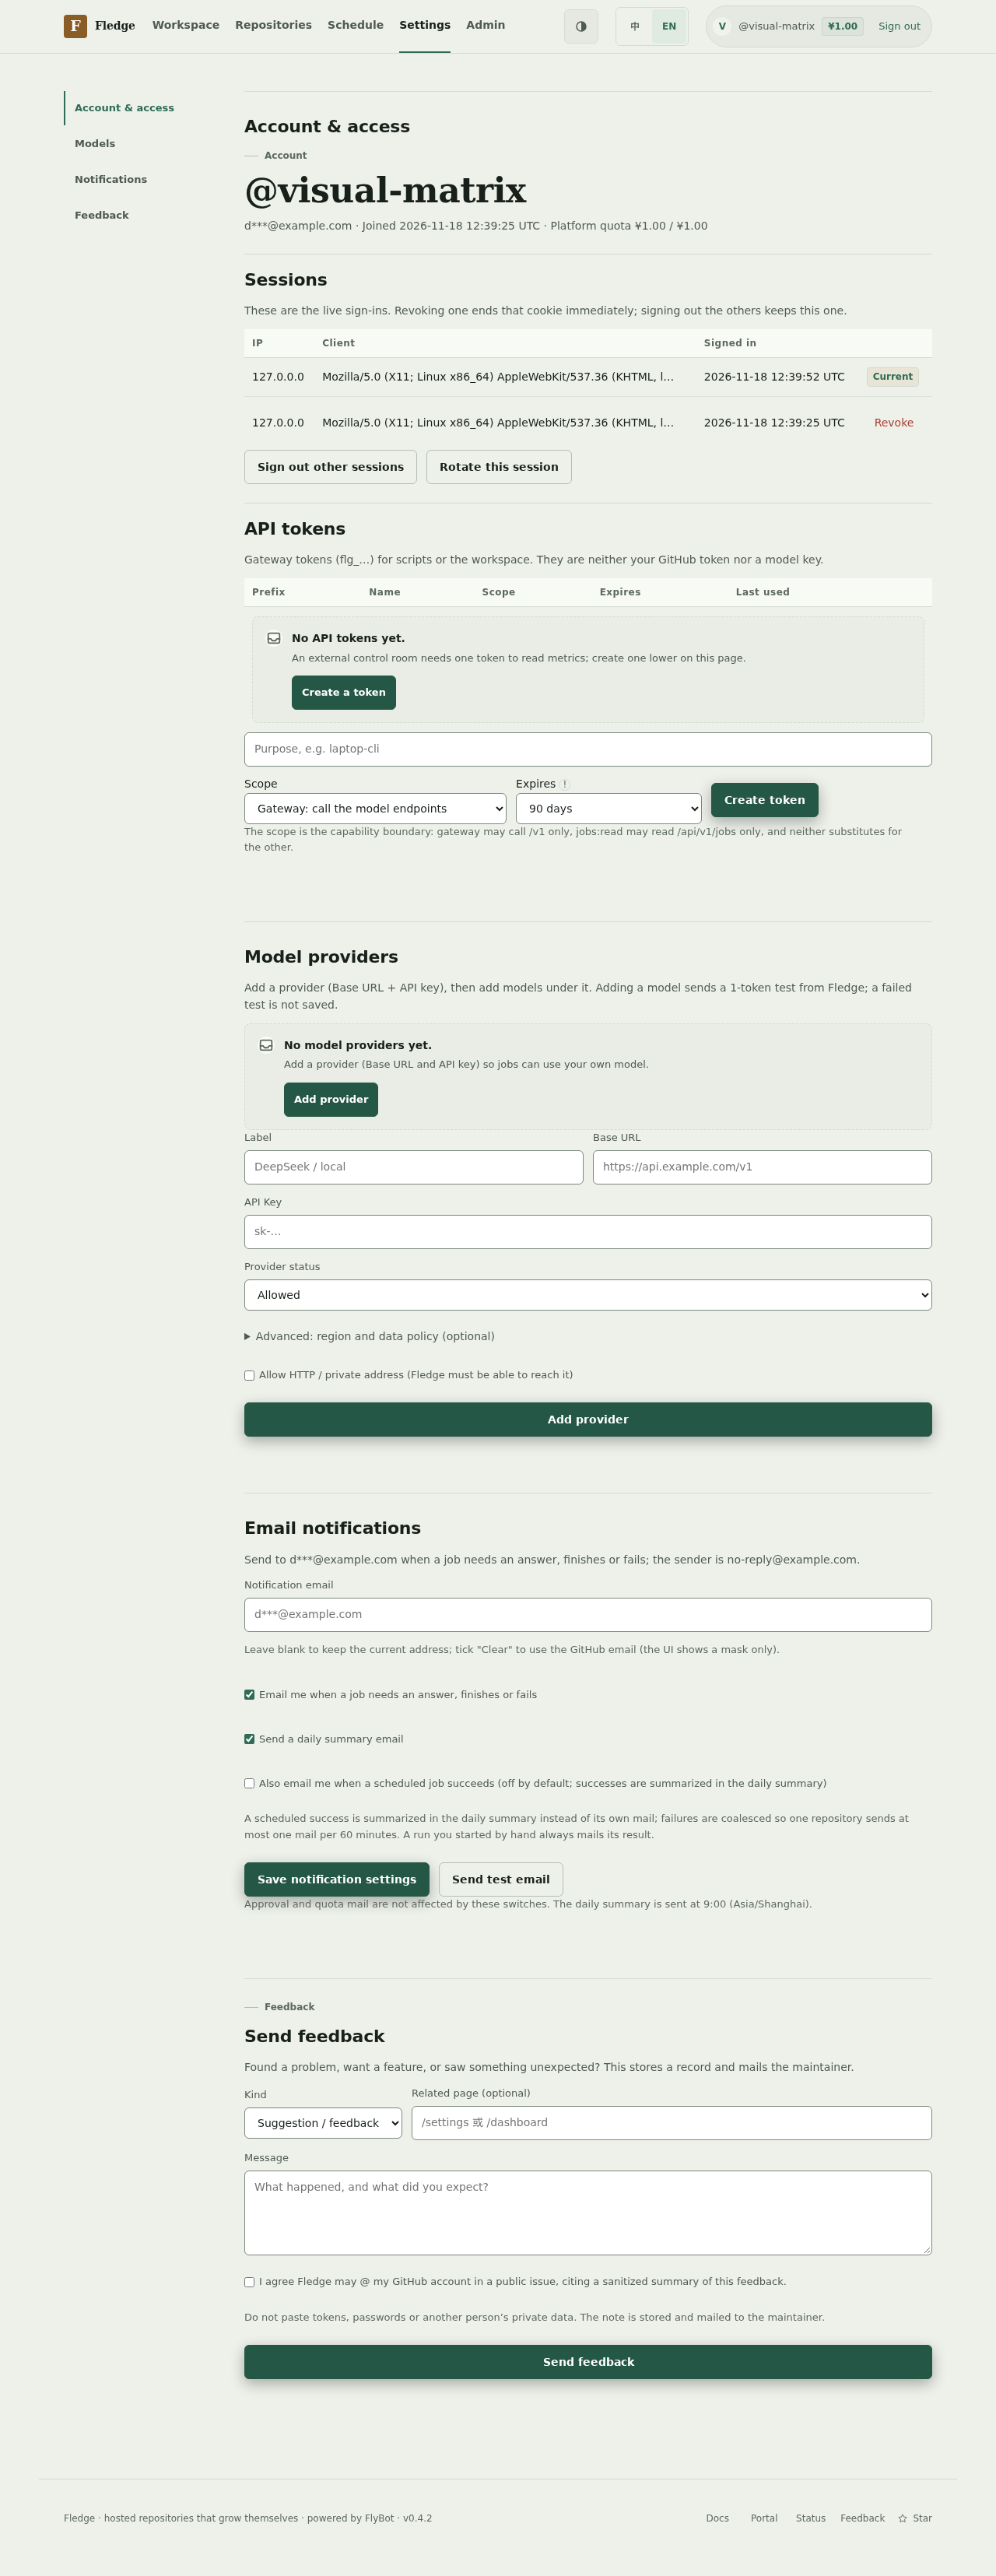 F Fledge Workspace Repositories Schedule Settings Admin 中 EN V @visual-matrix ¥1.00 Sign out
Account & access
Models
Notifications
Feedback
Account & access
Account
@visual-matrix
d***@example.com · Joined 2026-11-18 12:39:25 UTC · Platform quota ¥1.00 / ¥1.00
Sessions
These are the live sign-ins. Revoking one ends that cookie immediately; signing out the others keeps this one.
IP Client Signed in
127.0.0.0 Mozilla/5.0 (X11; Linux x86_64) AppleWebKit/537.36 (KHTML, l… 2026-11-18 12:39:52 UTC Current
127.0.0.0 Mozilla/5.0 (X11; Linux x86_64) AppleWebKit/537.36 (KHTML, l… 2026-11-18 12:39:25 UTC Revoke
Sign out other sessions Rotate this session
API tokens
Gateway tokens (flg_…) for scripts or the workspace. They are neither your GitHub token nor a model key.
Prefix Name Scope Expires Last used
No API tokens yet.
An external control room needs one token to read metrics; create one lower on this page.
Create a token
Purpose, e.g. laptop-cli
Scope Expires !
Gateway: call the model endpoints 90 days Create token
The scope is the capability boundary: gateway may call /v1 only, jobs:read may read /api/v1/jobs only, and neither substitutes for
the other.
Model providers
Add a provider (Base URL + API key), then add models under it. Adding a model sends a 1-token test from Fledge; a failed
test is not saved.
No model providers yet.
Add a provider (Base URL and API key) so jobs can use your own model.
Add provider
Label Base URL
DeepSeek / local https://api.example.com/v1
API Key
sk-…
Provider status
Allowed
Advanced: region and data policy (optional)
Allow HTTP / private address (Fledge must be able to reach it)
Add provider
Email notifications
Send to d***@example.com when a job needs an answer, finishes or fails; the sender is no-reply@example.com.
Notification email
d***@example.com
Leave blank to keep the current address; tick "Clear" to use the GitHub email (the UI shows a mask only).
Email me when a job needs an answer, finishes or fails
Send a daily summary email
Also email me when a scheduled job succeeds (off by default; successes are summarized in the daily summary)
A scheduled success is summarized in the daily summary instead of its own mail; failures are coalesced so one repository sends at
most one mail per 60 minutes. A run you started by hand always mails its result.
Save notification settings Send test email
Approval and quota mail are not affected by these switches. The daily summary is sent at 9:00 (Asia/Shanghai).
Feedback
Send feedback
Found a problem, want a feature, or saw something unexpected? This stores a record and mails the maintainer.
Kind Related page (optional)
Suggestion / feedback /settings 或 /dashboard
Message
What happened, and what did you expect?
I agree Fledge may @ my GitHub account in a public issue, citing a sanitized summary of this feedback.
Do not paste tokens, passwords or another person’s private data. The note is stored and mailed to the maintainer.
Send feedback
Fledge · hosted repositories that grow themselves · powered by FlyBot · v0.4.2 Docs Portal Status Feedback Star